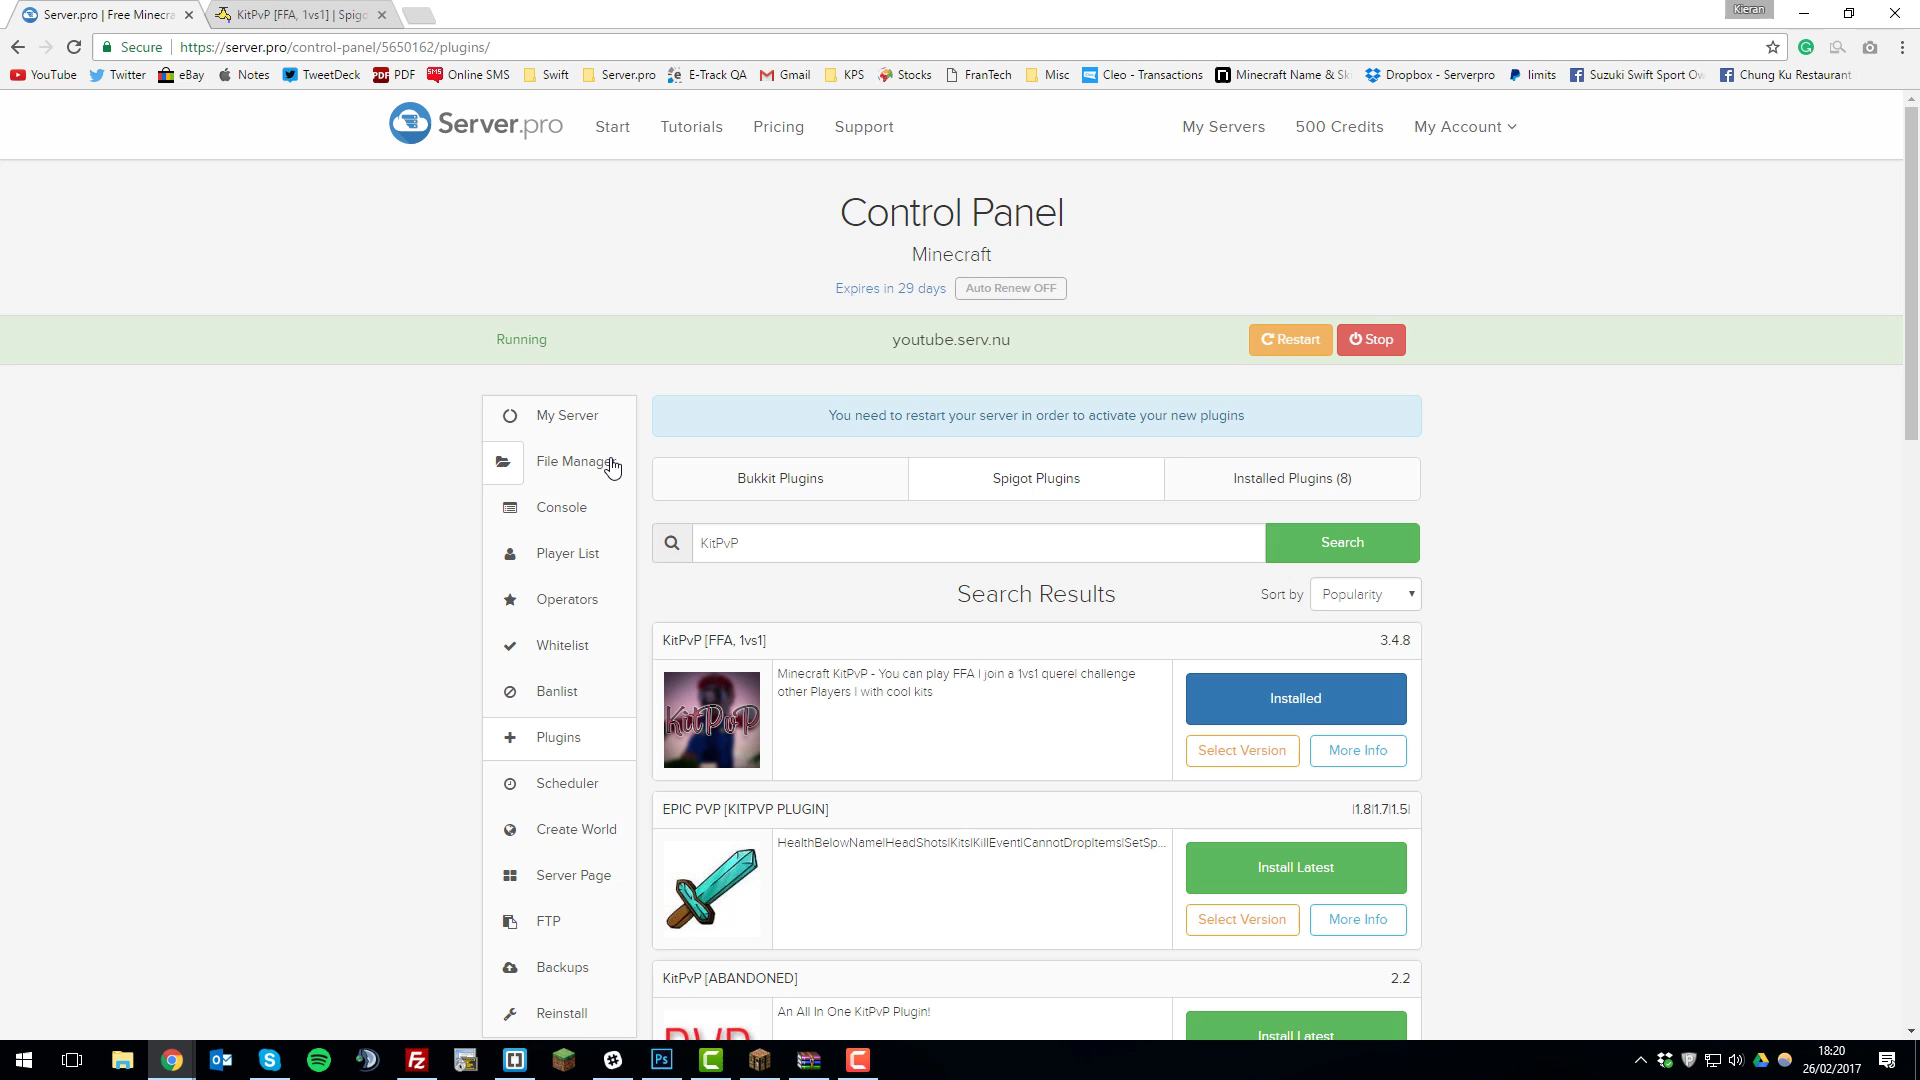 Server.pro | Free Minecra
KitPvP [FFA, 1vs1] | Spig
Kieran
Secure
https://server.pro/control-panel/5650162/plugins/
YouTube
Twitter
eBay
Notes
TweetDeck
PDF PDF
SMS Online SMS
Swift
Server.pro
E-Track QA
Gmail
KPS
Stocks
FranTech
Misc
Cleo - Transactions
Minecraft Name & Sk
Dropbox - Serverpro
limits
Suzuki Swift Sport Ow
Chung Ku Restaurant
Server.pro
Start
Tutorials
Pricing
Support
My Servers
500 Credits
My Account
Control Panel
Minecraft
Expires in 29 days
Auto Renew OFF
Running
youtube.serv.nu
Restart
Stop
My Server
File Manage
Console
Player List
Operators
Whitelist
Banlist
Plugins
Scheduler
Create World
Server Page
FTP
Backups
Reinstall
You need to restart your server in order to activate your new plugins
Bukkit Plugins
Spigot Plugins
Installed Plugins (8)
KitPvP
Search
Search Results
Sort by
Popularity
KitPvP [FFA, 1vs1]
3.4.8
KitPvP
Minecraft KitPvP - You can play FFA | join a 1vs1 querel challenge
other Players | with cool kits
Installed
Select Version
More Info
EPIC PVP [KITPVP PLUGIN]
|1.8|1.7|1.5|
HealthBelowName|HeadShots|Kits|KillEvent|CannotDropItems|SetSp...
Install Latest
Select Version
More Info
KitPvP [ABANDONED]
2.2
PVP
An All In One KitPvP Plugin!
Install Latest
18:20
26/02/2017